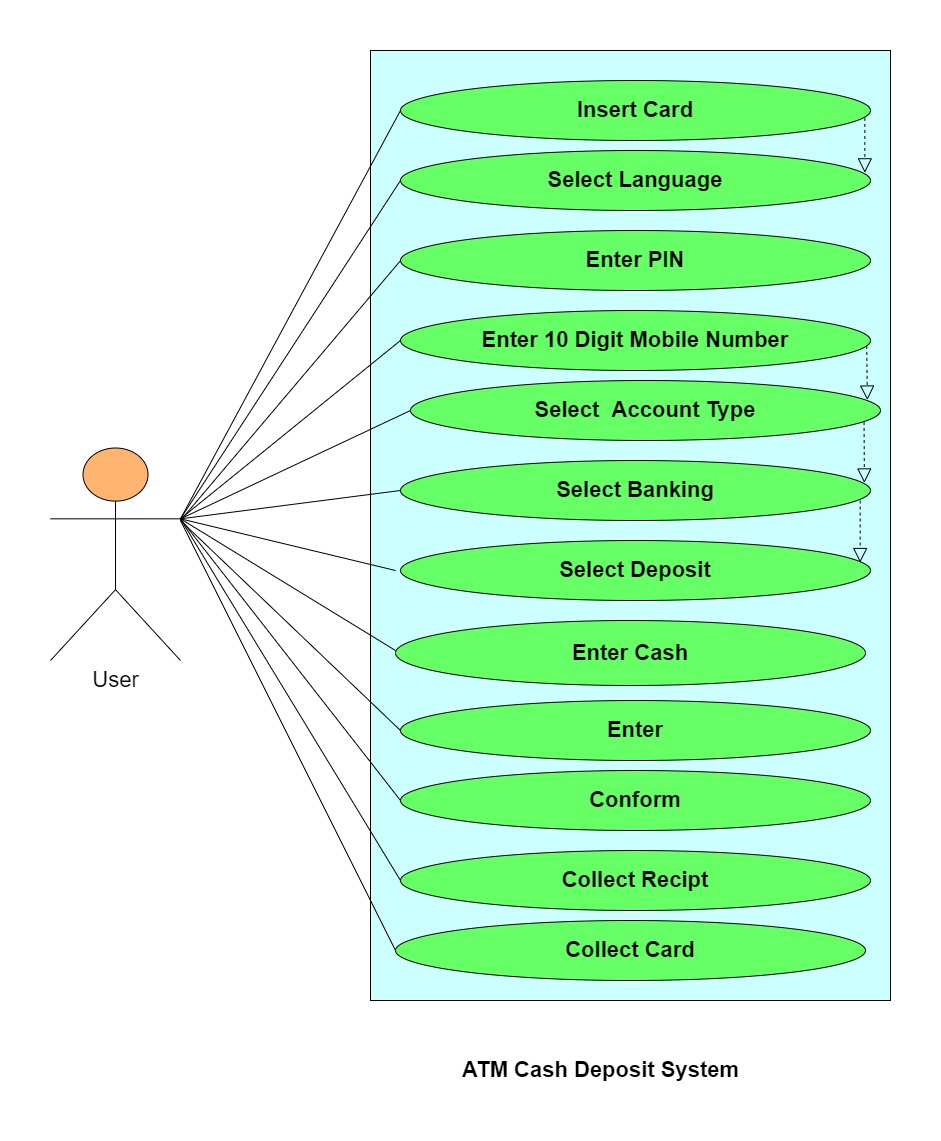 Insert Card
Select Language
Enter PIN
Enter 10 Digit Mobile Number
Select  Account Type
Select Banking
Select Deposit
Enter Cash
User
Enter
Conform
Collect Recipt
Collect Card
ATM Cash Deposit System